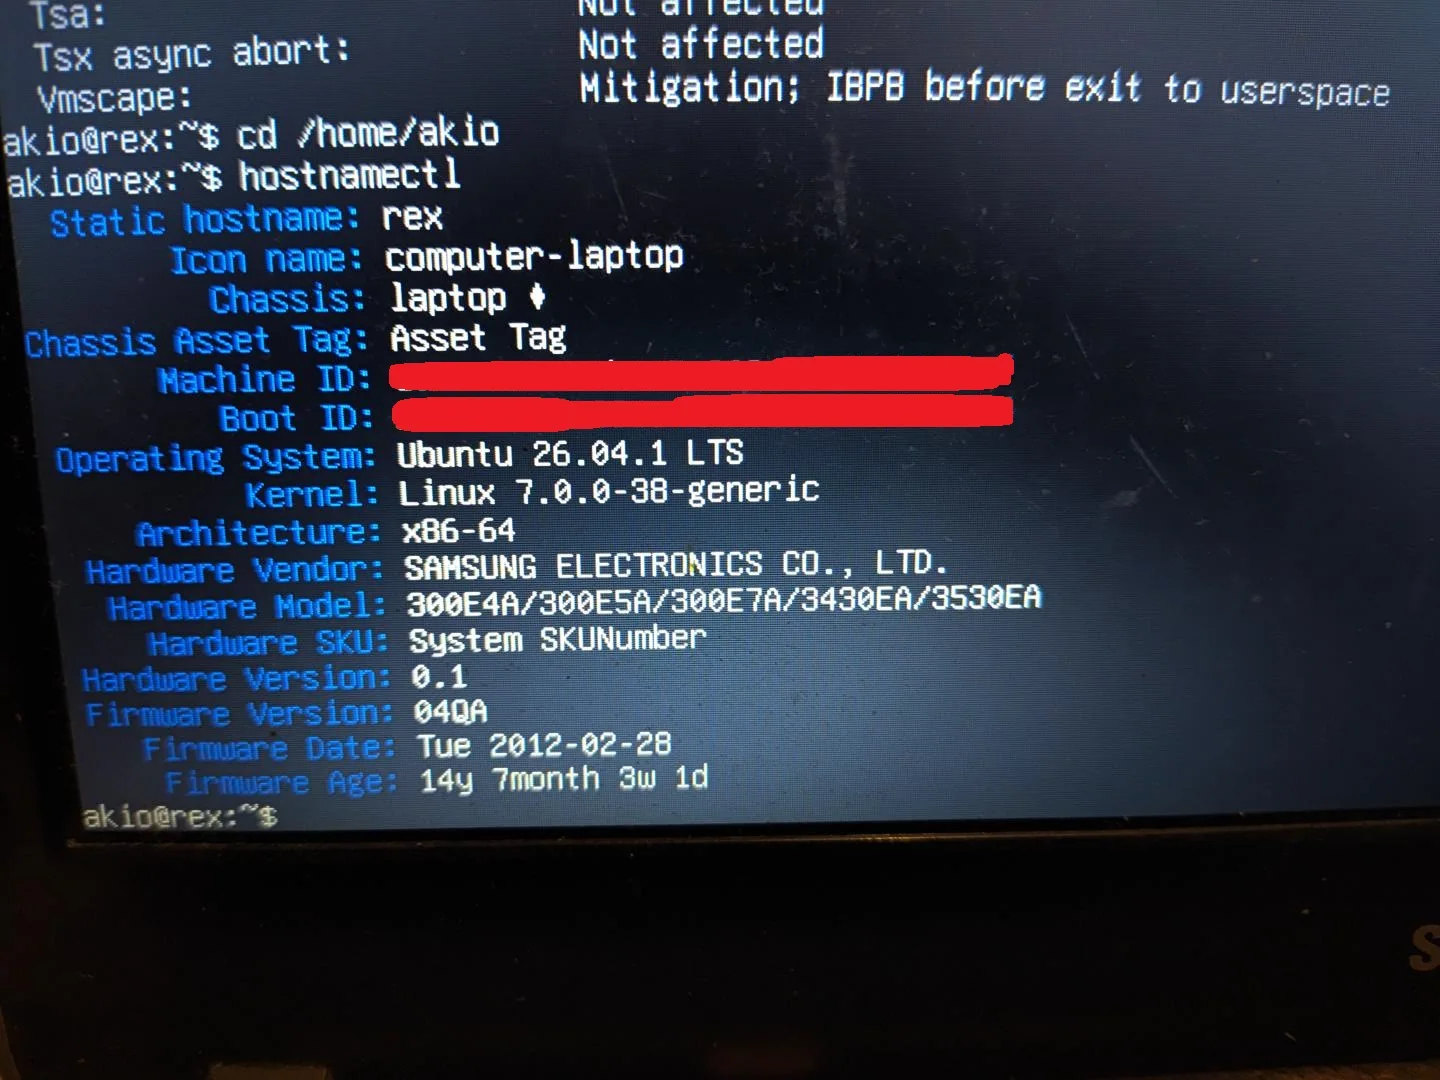 Tsa: Not affected
Tsx async abort: Not affected
Vmscape: Mitigation; IBPB before exit to userspace
akio@rex:~$ cd /home/akio
akio@rex:~$ hostnamectl
Static hostname: rex
Icon name: computer-laptop
Chassis: laptop
Chassis Asset Tag: Asset Tag
Machine ID:
Boot ID:
Operating System: Ubuntu 26.04.1 LTS
Kernel: Linux 7.0.0-38-generic
Architecture: x86-64
Hardware Vendor: SAMSUNG ELECTRONICS CO., LTD.
Hardware Model: 300E4A/300E5A/300E7A/3430EA/3530EA
Hardware SKU: System SKUNumber
Hardware Version: 0.1
Firmware Version: 04QA
Firmware Date: Tue 2012-02-28
Firmware Age: 14y 7month 3w 1d
akio@rex:~$